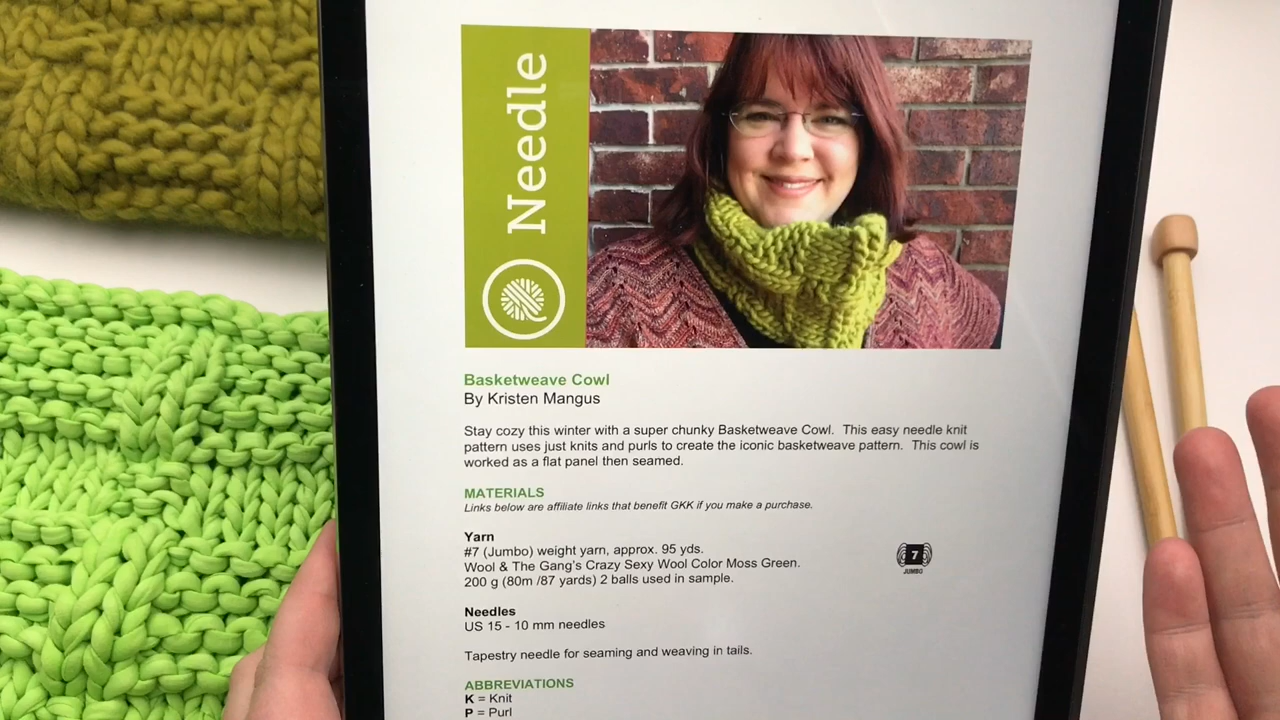 Needle
Basketweave Cowl
By Kristen Mangus
Stay cozy this winter with a super chunky Basketweave Cowl. This easy needle knit
pattern uses just knits and purls to create the iconic basketweave pattern. This cowl is
worked as a flat panel then seamed.
MATERIALS
Links below are affiliate links that benefit GKK if you make a purchase.
Yarn
#7 (Jumbo) weight yarn, approx. 95 yds.
Wool & The Gang's Crazy Sexy Wool Color Moss Green.
200 g (80m /87 yards) 2 balls used in sample.
7
JUMBO
Needles
US 15 - 10 mm needles
Tapestry needle for seaming and weaving in tails.
ABBREVIATIONS
K = Knit
P = Purl